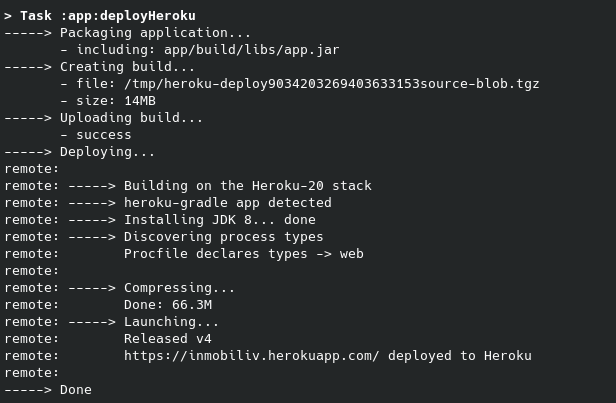 > Task :app:deployHeroku
-----> Packaging application...
       - including: app/build/libs/app.jar
-----> Creating build...
       - file: /tmp/heroku-deploy9034203269403633153source-blob.tgz
       - size: 14MB
-----> Uploading build...
       - success
-----> Deploying...
remote:
remote: -----> Building on the Heroku-20 stack
remote: -----> heroku-gradle app detected
remote: -----> Installing JDK 8... done
remote: -----> Discovering process types
remote:        Procfile declares types -> web
remote:
remote: -----> Compressing...
remote:        Done: 66.3M
remote: -----> Launching...
remote:        Released v4
remote:        https://inmobiliv.herokuapp.com/ deployed to Heroku
remote:
-----> Done